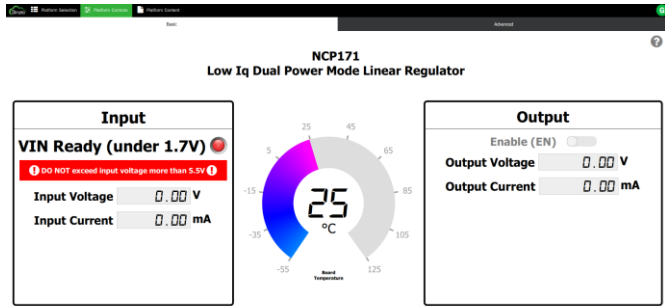 Strata Platform Selection Platform Controls Platform Content G
Basic Advanced
?
NCP171
Low Iq Dual Power Mode Linear Regulator
Input
VIN Ready (under 1.7V)
! DO NOT exceed input voltage more than 5.5V !
Input Voltage 0.00 V
Input Current 0.00 mA
-55
-35
-15
5
25
45
65
85
105
125
25
°C
Board
Temperature
Output
Enable (EN)
Output Voltage 0.00 V
Output Current 0.00 mA